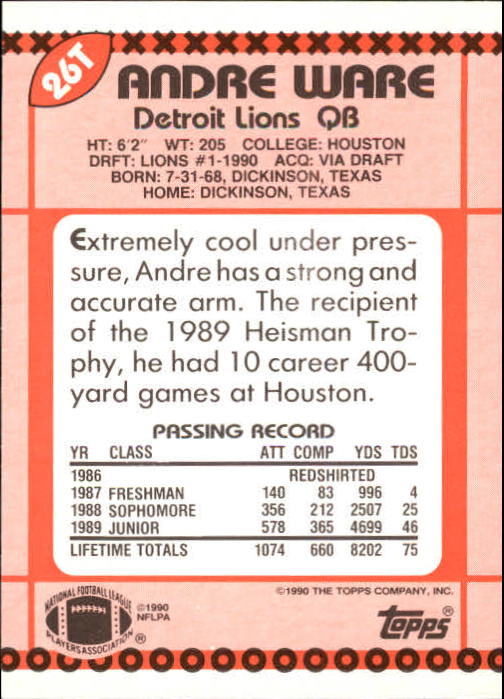 26T
ANDRE WARE
Detroit Lions QB
HT: 6'2" WT: 205 COLLEGE: HOUSTON
DRFT: LIONS #1-1990 ACQ: VIA DRAFT
BORN: 7-31-68, DICKINSON, TEXAS
HOME: DICKINSON, TEXAS
Extremely cool under pres-
sure, Andre has a strong and
accurate arm. The recipient
of the 1989 Heisman Tro-
phy, he had 10 career 400-
yard games at Houston.
PASSING RECORD
YR CLASS ATT COMP YDS TDS
1986 REDSHIRTED
1987 FRESHMAN 140 83 996 4
1988 SOPHOMORE 356 212 2507 25
1989 JUNIOR 578 365 4699 46
LIFETIME TOTALS 1074 660 8202 75
©1990 THE TOPPS COMPANY, INC.
NATIONAL FOOTBALL LEAGUE
PLAYERS ASSOCIATION ®
©1990
NFLPA
TOPPS®